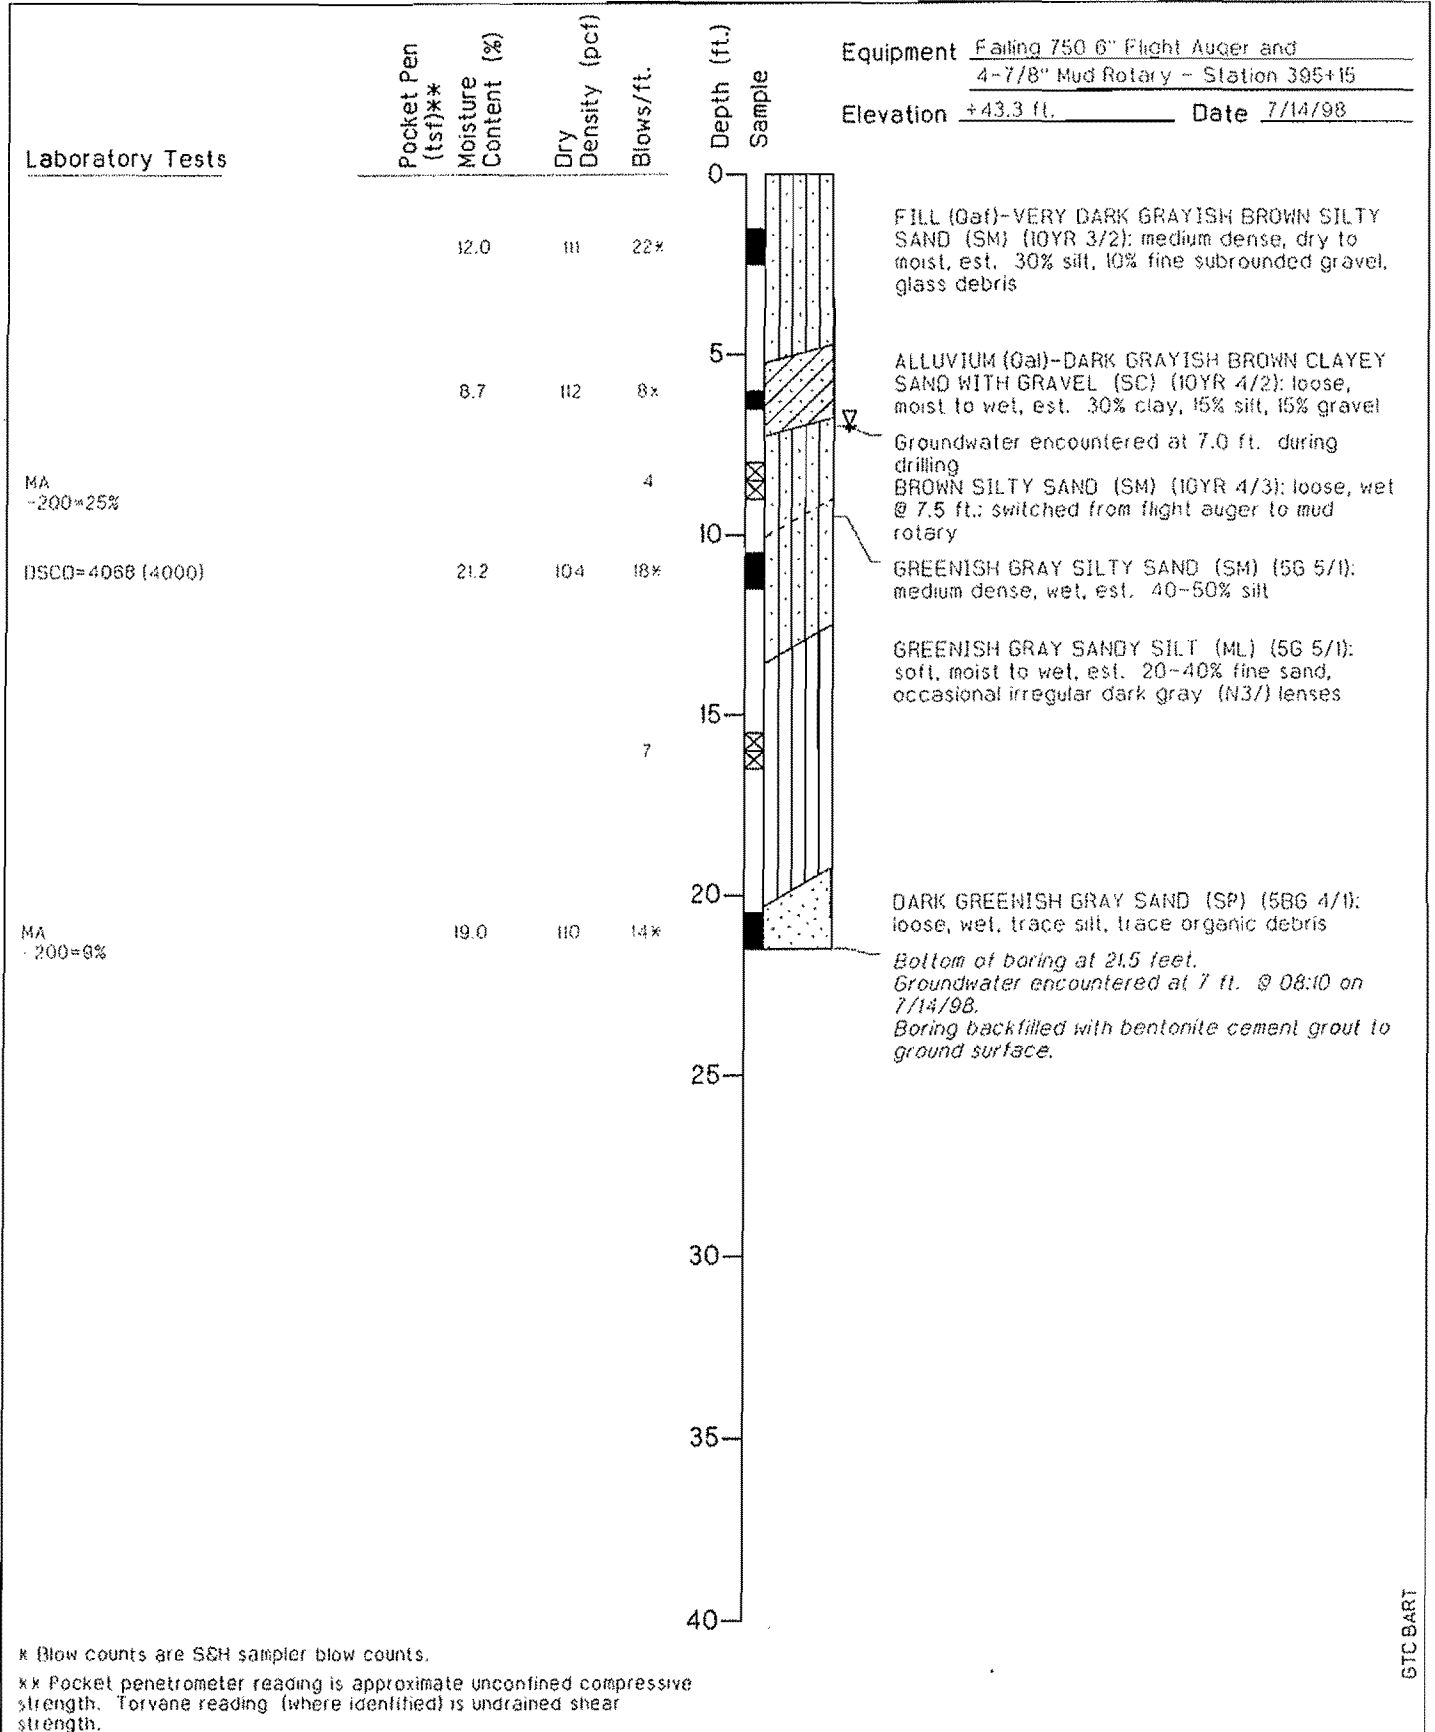 Equipment Failing 750 6" Flight Auger and
4-7/8" Mud Rotary - Station 395+15
Elevation +43.3 ft. Date 7/14/98
Laboratory Tests
Pocket Pen
(tsf)**
Moisture
Content (%)
Dry
Density (pcf)
Blows/ft.
Depth (ft.)
Sample
0
FILL (Qaf)-VERY DARK GRAYISH BROWN SILTY
SAND (SM) (10YR 3/2): medium dense, dry to
moist, est. 30% silt, 10% fine subrounded gravel,
glass debris
12.0 111 22*
5
ALLUVIUM (Qal)-DARK GRAYISH BROWN CLAYEY
SAND WITH GRAVEL (SC) (10YR 4/2): loose,
moist to wet, est. 30% clay, 15% silt, 15% gravel
8.7 112 8*
Groundwater encountered at 7.0 ft. during
drilling
MA
-200=25%
4
BROWN SILTY SAND (SM) (10YR 4/3): loose, wet
@ 7.5 ft.: switched from flight auger to mud
rotary
10
DSCD=4068 (4000) 21.2 104 18*
GREENISH GRAY SILTY SAND (SM) (5G 5/1):
medium dense, wet, est. 40-50% silt
GREENISH GRAY SANDY SILT (ML) (5G 5/1):
soft, moist to wet, est. 20-40% fine sand,
occasional irregular dark gray (N3/) lenses
15
7
20
DARK GREENISH GRAY SAND (SP) (5BG 4/1):
loose, wet, trace silt, trace organic debris
MA
-200=9%
19.0 110 14*
Bottom of boring at 21.5 feet.
Groundwater encountered at 7 ft. @ 08:10 on
7/14/98.
Boring backfilled with bentonite cement grout to
ground surface.
25
30
35
40
GTCBART
* Blow counts are S&H sampler blow counts.
** Pocket penetrometer reading is approximate unconfined compressive
strength. Torvane reading (where identified) is undrained shear
strength.